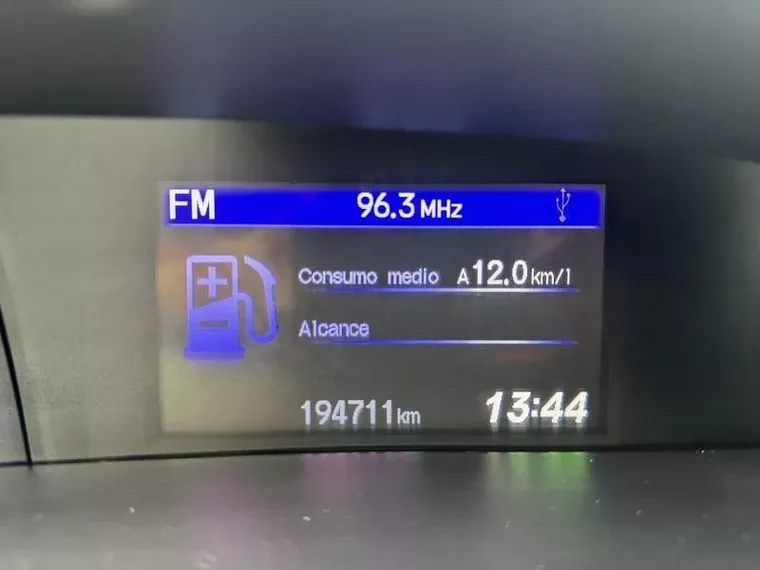 FM 96.3 MHz
Consumo medio A 12.0 km/l
Alcance
194711 km 13:44